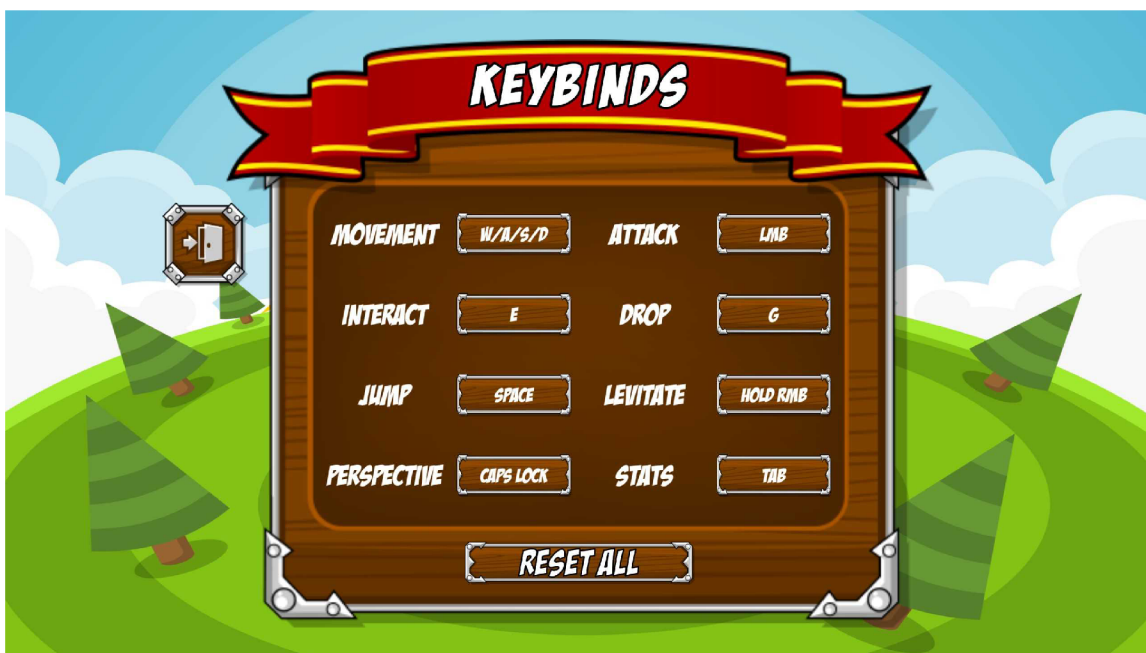 KEYBINDS
MOVEMENT W/A/S/D ATTACK LMB
INTERACT E DROP G
JUMP SPACE LEVITATE HOLD RMB
PERSPECTIVE CAPS LOCK STATS TAB
RESET ALL